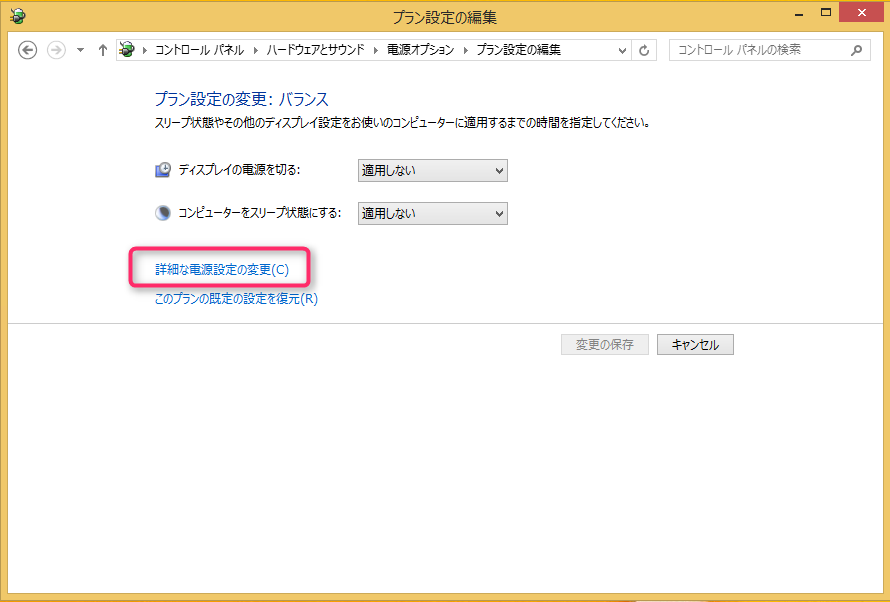 プラン設定の編集
コントロール パネル ハードウェアとサウンド 電源オプション プラン設定の編集
コントロール パネルの検索
プラン設定の変更: バランス
スリープ状態やその他のディスプレイ設定をお使いのコンピューターに適用するまでの時間を指定してください。
ディスプレイの電源を切る: 適用しない
コンピューターをスリープ状態にする: 適用しない
詳細な電源設定の変更(C)
このプランの既定の設定を復元(R)
変更の保存 キャンセル